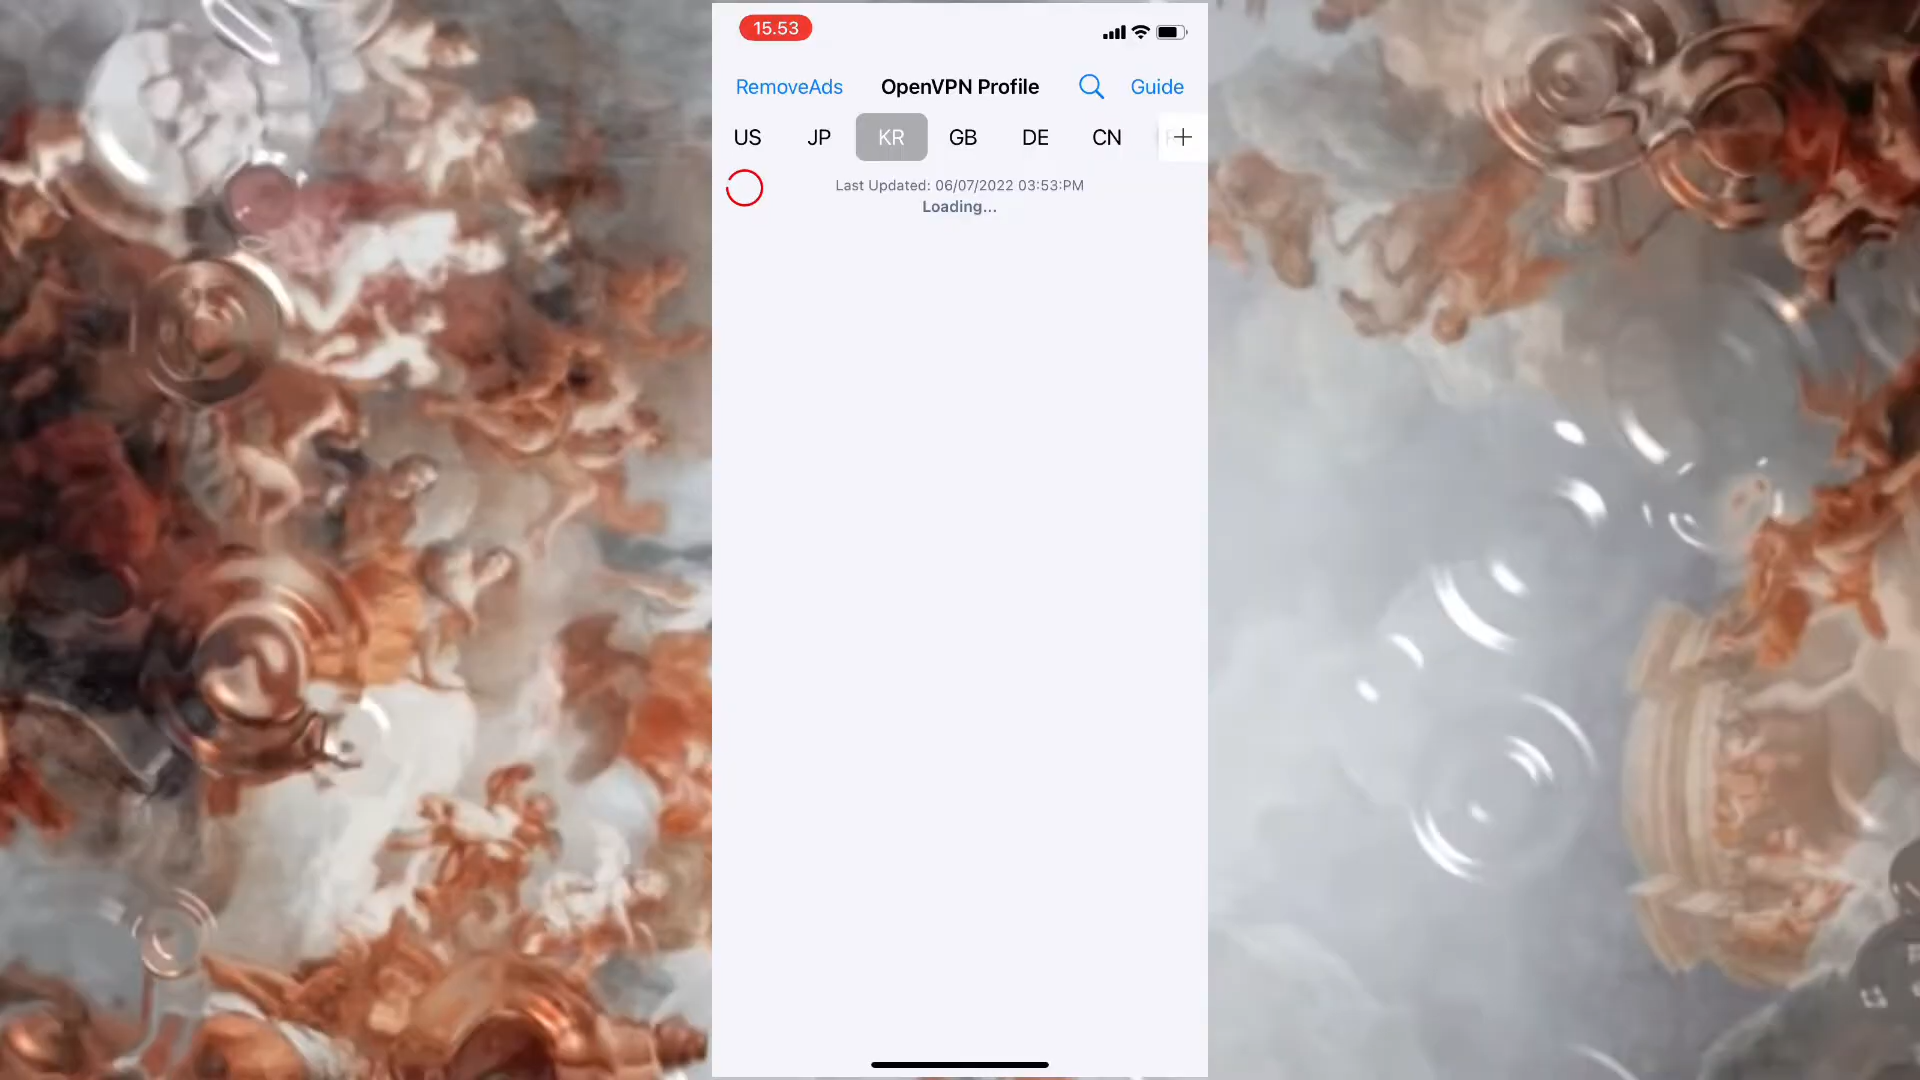 15.53
RemoveAds OpenVPN Profile Guide
US JP KR GB DE CN
Last Updated: 06/07/2022 03:53:PM
Loading...